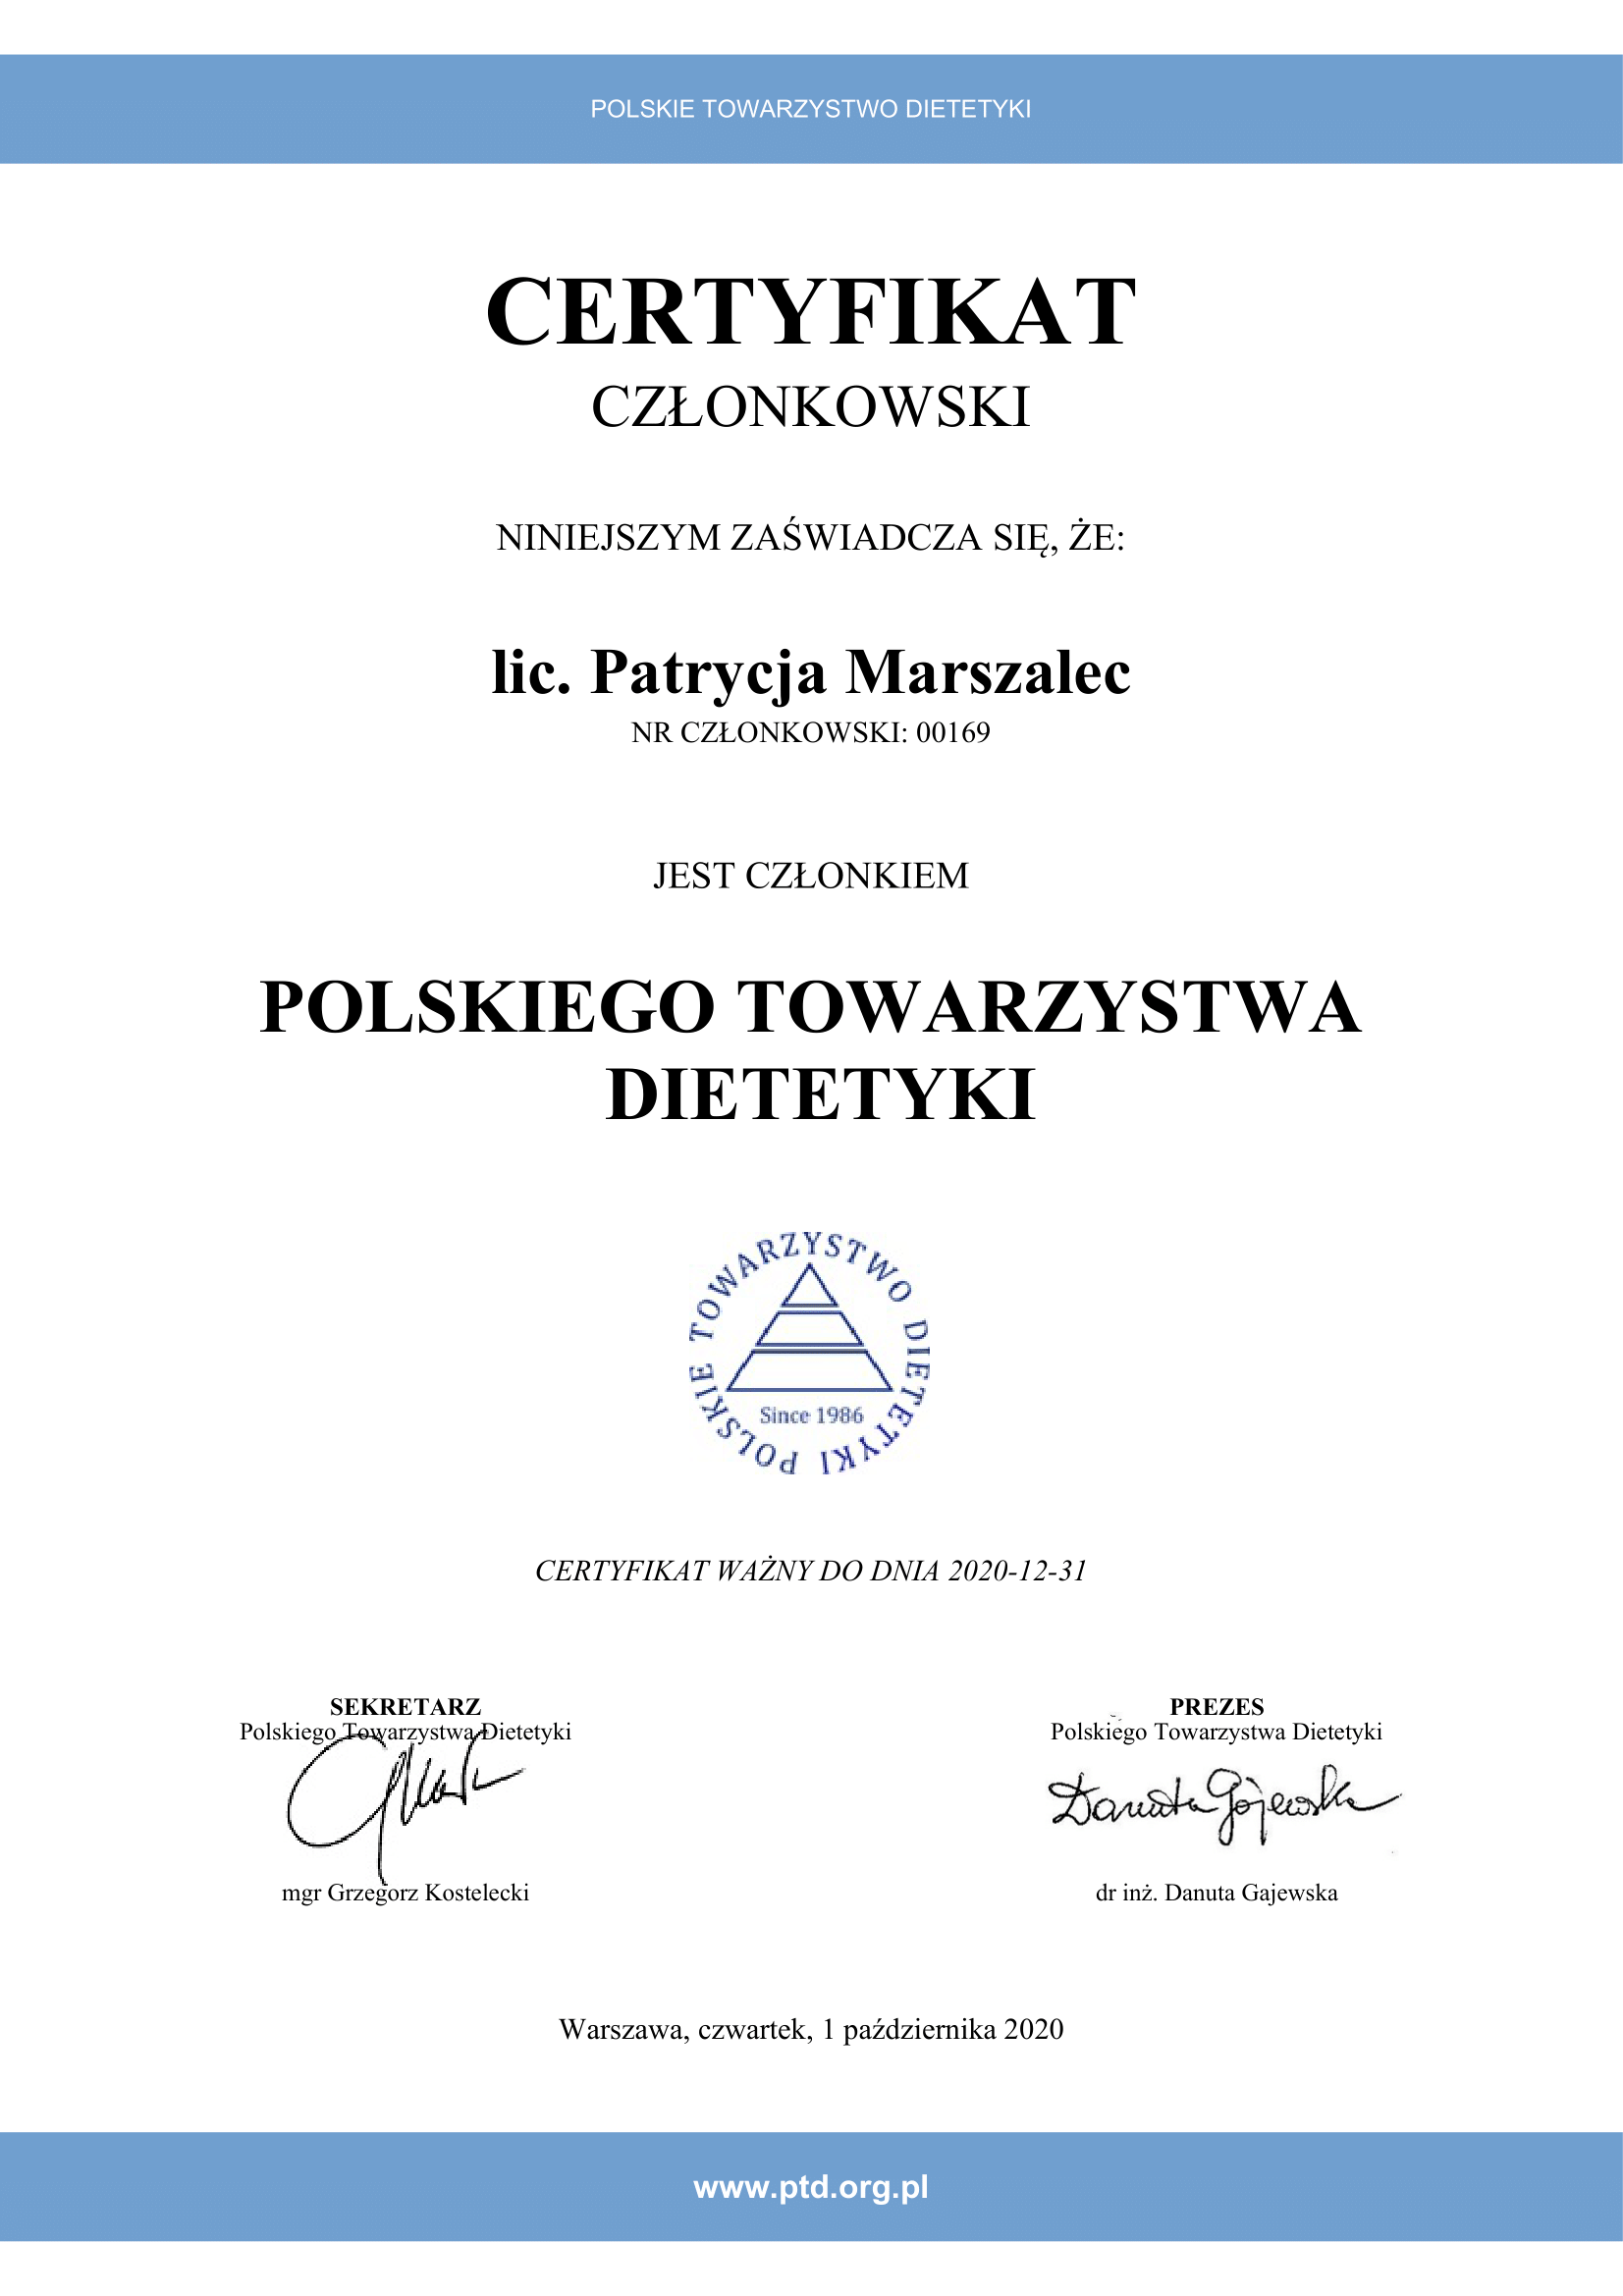 POLSKIE TOWARZYSTWO DIETETYKI
CERTYFIKAT
CZŁONKOWSKI
NINIEJSZYM ZAŚWIADCZA SIĘ, ŻE:
lic. Patrycja Marszalec
NR CZŁONKOWSKI: 00169
JEST CZŁONKIEM
POLSKIEGO TOWARZYSTWA
DIETETYKI
POLSKIE TOWARZYSTWO DIETETYKI
Since 1986
CERTYFIKAT WAŻNY DO DNIA 2020-12-31
SEKRETARZ
Polskiego Towarzystwa Dietetyki
mgr Grzegorz Kostelecki
PREZES
Polskiego Towarzystwa Dietetyki
Danuta Gajewska
dr inż. Danuta Gajewska
Warszawa, czwartek, 1 października 2020
www.ptd.org.pl